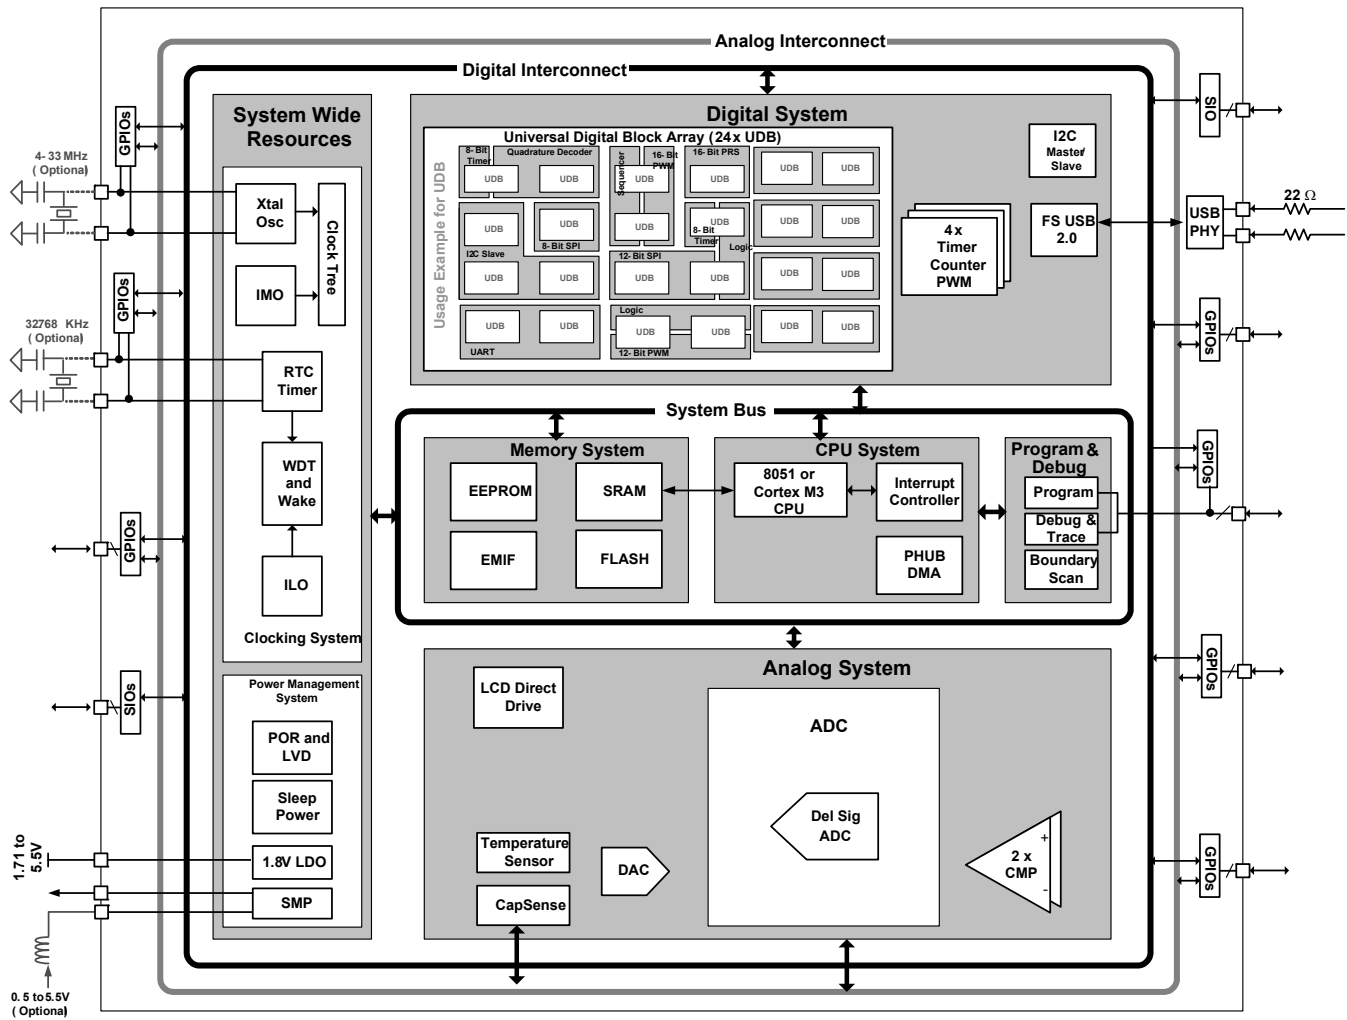 Analog Interconnect
Digital Interconnect
System Wide
Resources
Digital System
Universal Digital Block Array (24x UDB)
Usage Example for UDB
8- Bit
Timer
Quadrature Decoder
Sequencer
16- Bit
PWM
16- Bit PRS
UDB
UDB
UDB
UDB
UDB
UDB
UDB
UDB
UDB
UDB
UDB
UDB
I2C Slave
8- Bit SPI
8- Bit
Timer
Logic
12- Bit SPI
UDB
UDB
UDB
UDB
UDB
UDB
Logic
UDB
UDB
UDB
UDB
UDB
UDB
UART
12- Bit PWM
I2C
Master/
Slave
4x
Timer
Counter
PWM
FS USB
2.0
USB
PHY
22 Ω
SIO
GPIOs
GPIOs
GPIOs
GPIOs
GPIOs
GPIOs
GPIOs
SIOs
4- 33 MHz
( Optional)
Xtal
Osc
Clock Tree
IMO
32768 KHz
( Optional)
RTC
Timer
WDT
and
Wake
ILO
Clocking System
System Bus
Memory System
EEPROM
SRAM
EMIF
FLASH
CPU System
8051 or
Cortex M3
CPU
Interrupt
Controller
PHUB
DMA
Program &
Debug
Program
Debug &
Trace
Boundary
Scan
Power Management
System
POR and
LVD
Sleep
Power
1.8V LDO
SMP
1.71 to
5.5V
0. 5 to5.5V
( Optional)
Analog System
LCD Direct
Drive
ADC
Del Sig
ADC
Temperature
Sensor
CapSense
DAC
+
2 x
CMP
-